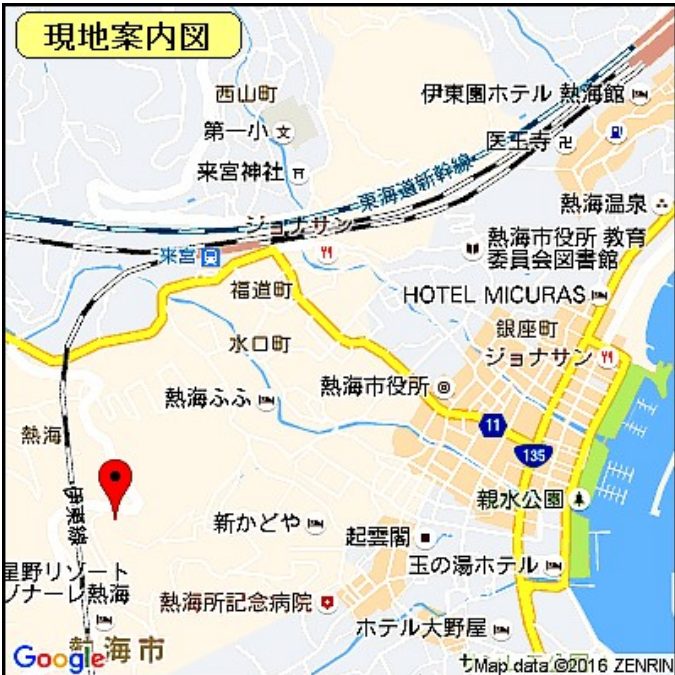 現地案内図
西山町
伊東園ホテル 熱海館
第一小
医王寺
来宮神社
東海道新幹線
熱海温泉
ジョナサン
熱海市役所 教育
委員会図書館
来宮
福道町
HOTEL MICURAS
銀座町
水口町
ジョナサン
熱海市役所
熱海ふふ
11
熱海
135
伊東線
親水公園
新かどや
起雲閣
玉の湯ホテル
星野リゾート
ゾナーレ熱海
熱海所記念病院
ホテル大野屋
Google
熱海市
Map data ©2016 ZENRIN